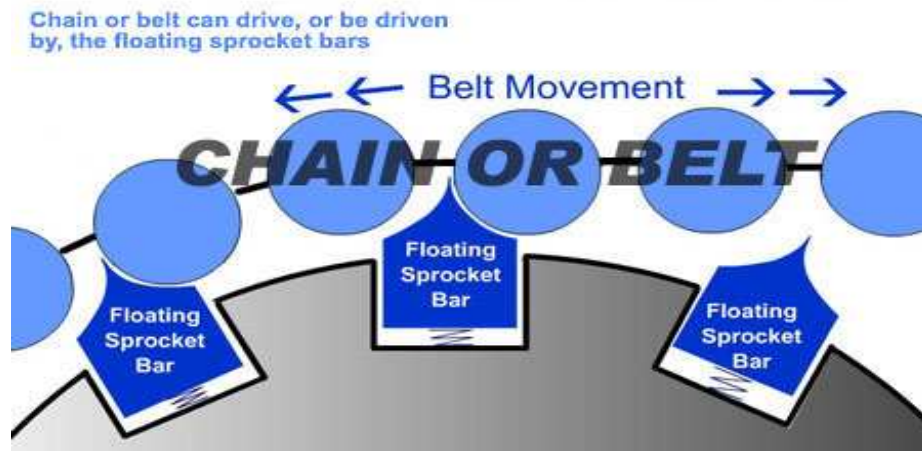 Chain or belt can drive, or be driven
by, the floating sprocket bars
Belt Movement
CHAIN OR BELT
Floating
Sprocket
Bar
Floating
Sprocket
Bar
Floating
Sprocket
Bar